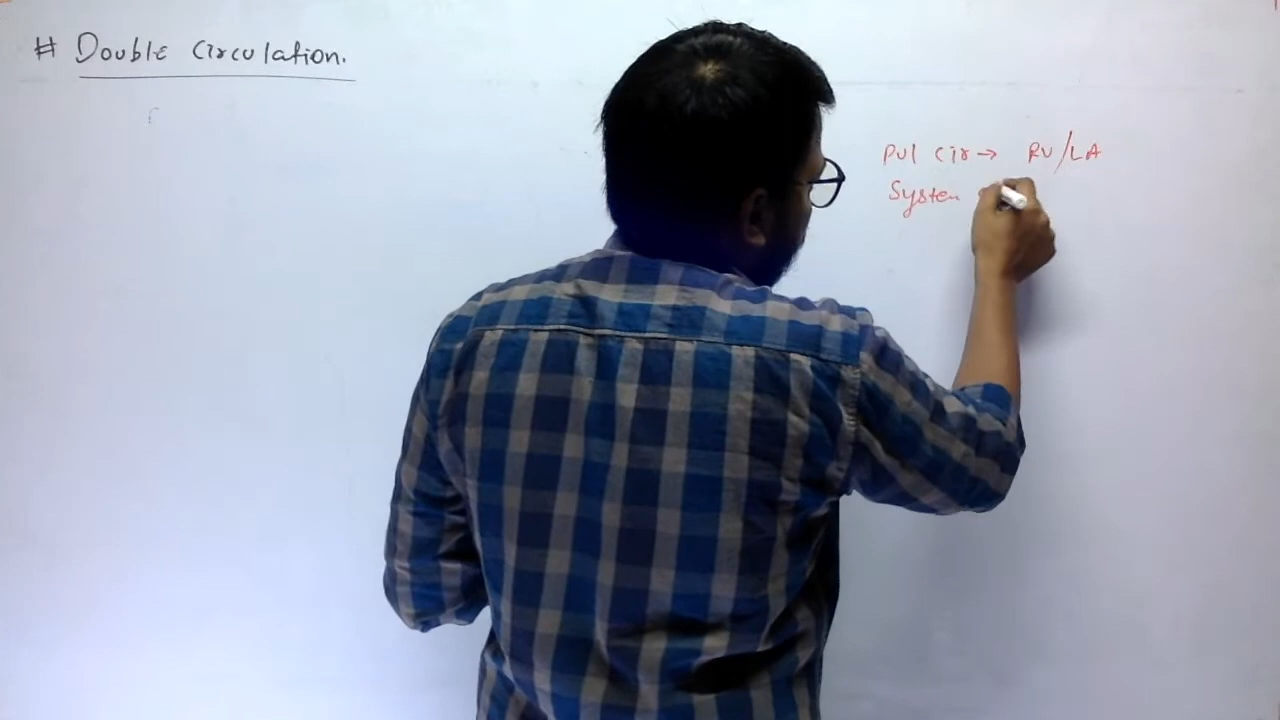 # Double Circulation.
Pul Cir → RV/LA
System